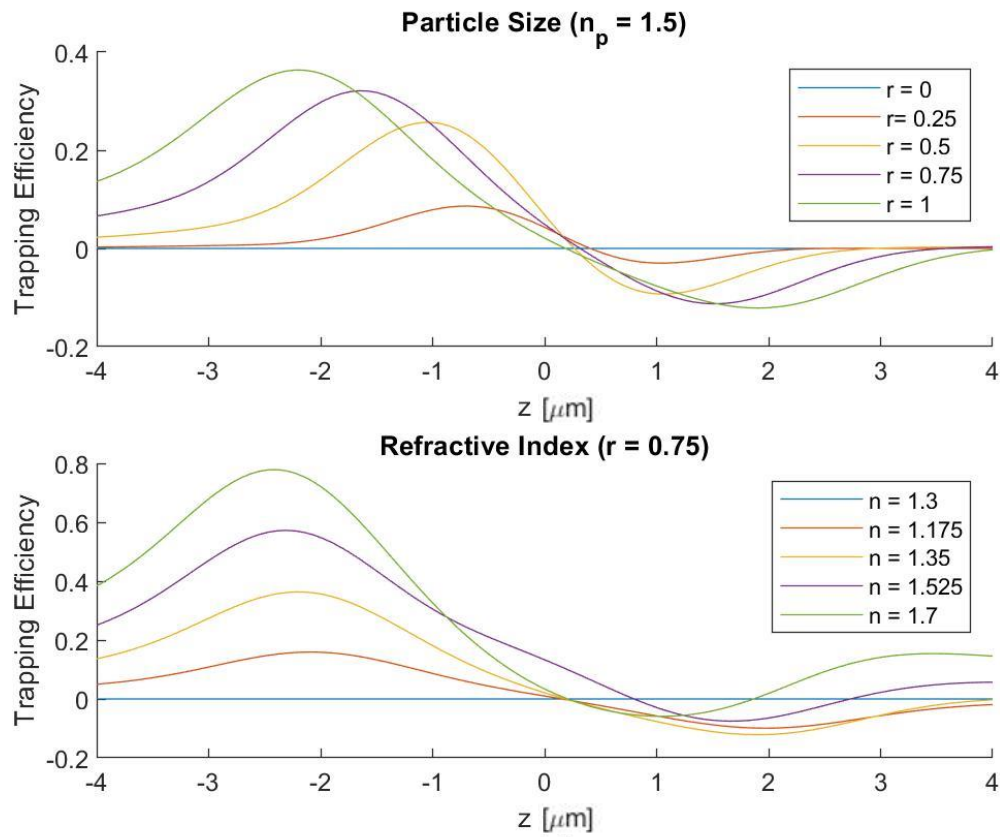 Particle Size (n_p = 1.5)
Trapping Efficiency
0.4
0.2
0
-0.2
-4 -3 -2 -1 0 1 2 3 4
z [μm]
r = 0
r= 0.25
r = 0.5
r = 0.75
r = 1
Refractive Index (r = 0.75)
Trapping Efficiency
0.8
0.6
0.4
0.2
0
-0.2
-4 -3 -2 -1 0 1 2 3 4
z [μm]
n = 1.3
n = 1.175
n = 1.35
n = 1.525
n = 1.7